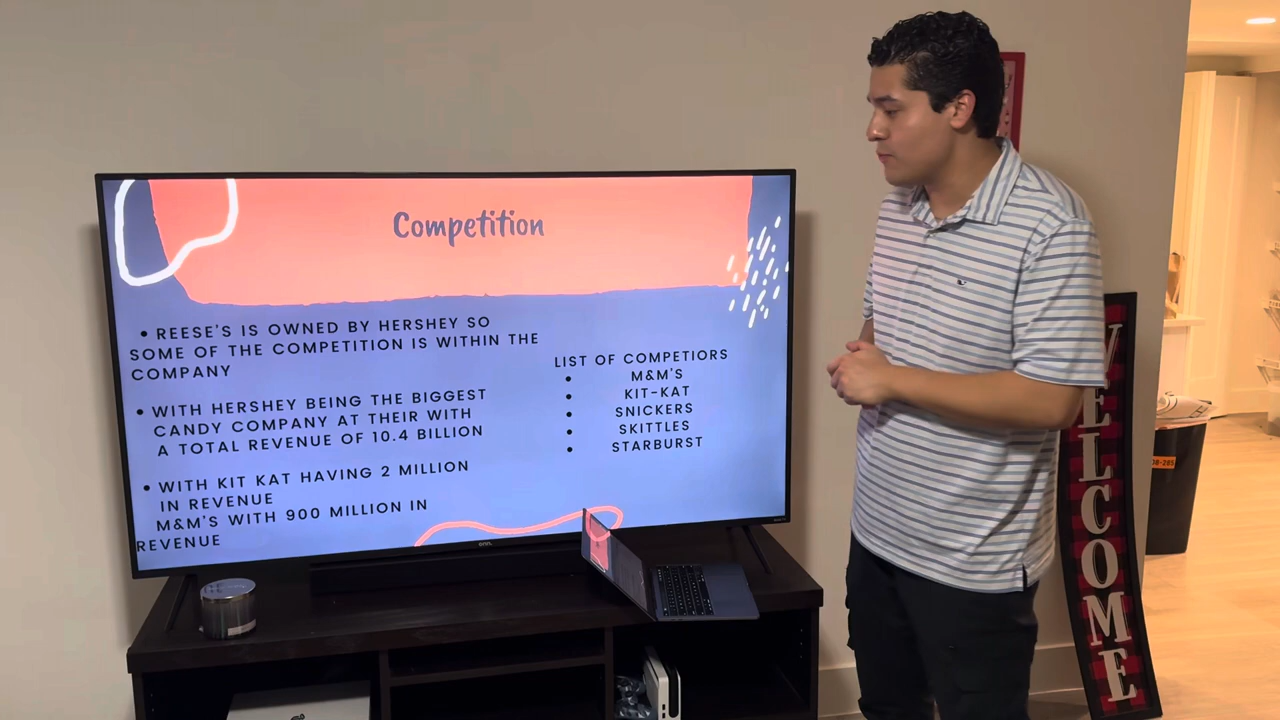 Competition
• REESE'S IS OWNED BY HERSHEY SO
SOME OF THE COMPETITION IS WITHIN THE
COMPANY
• WITH HERSHEY BEING THE BIGGEST
CANDY COMPANY AT THEIR WITH
A TOTAL REVENUE OF 10.4 BILLION
• WITH KIT KAT HAVING 2 MILLION
IN REVENUE
M&M'S WITH 900 MILLION IN
REVENUE
LIST OF COMPETIORS
• M&M'S
• KIT-KAT
• SNICKERS
• SKITTLES
• STARBURST
onn.
WELCOME